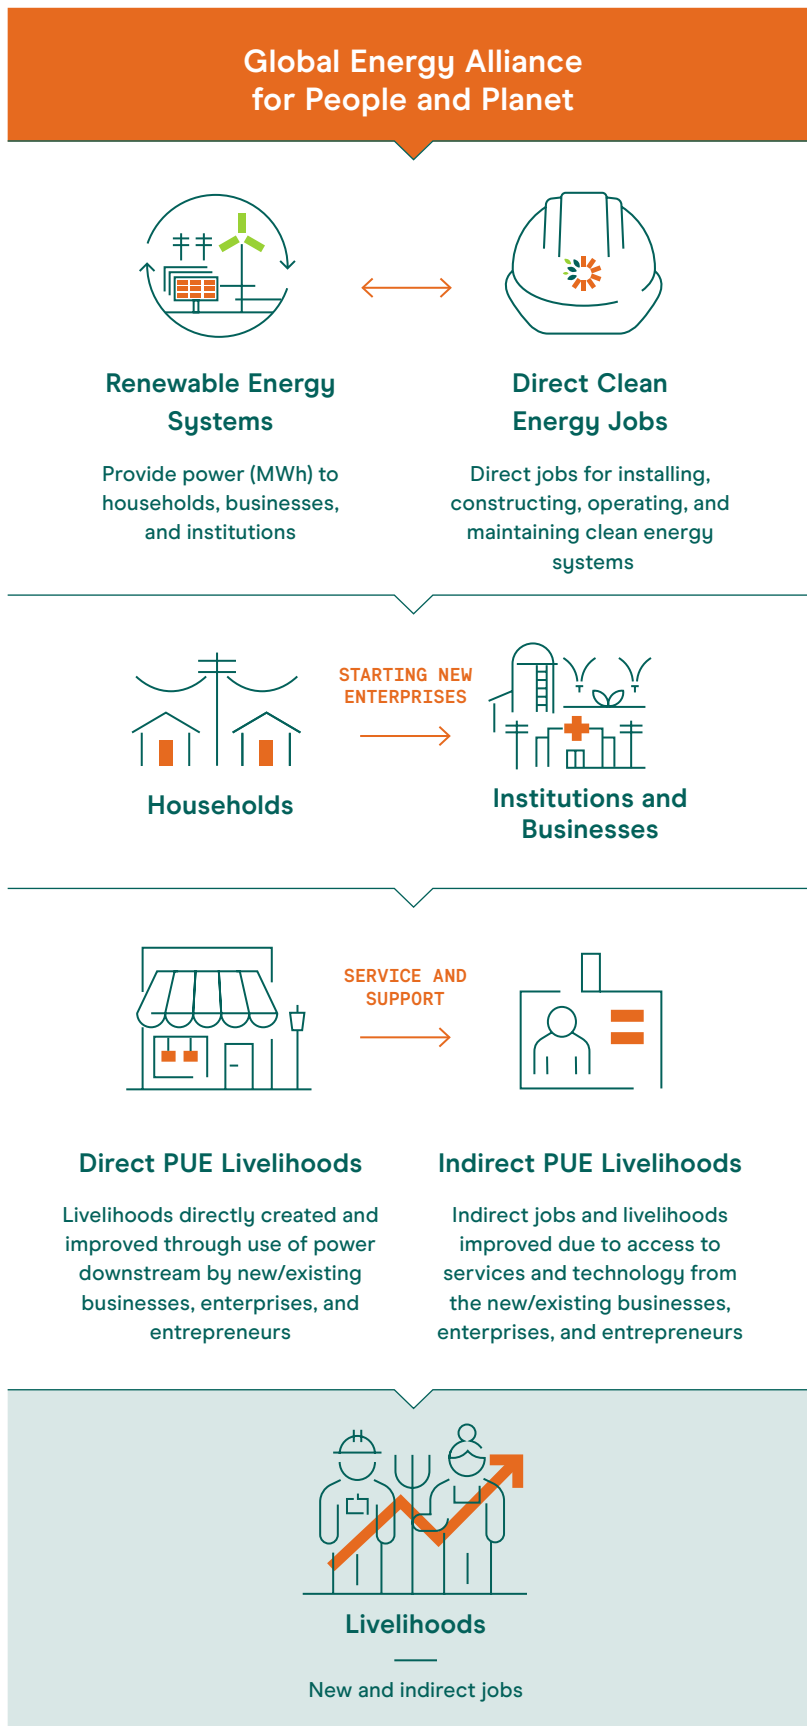 Global Energy Alliance
for People and Planet
Renewable Energy
Systems
Provide power (MWh) to
households, businesses,
and institutions
Direct Clean
Energy Jobs
Direct jobs for installing,
constructing, operating, and
maintaining clean energy
systems
Households
STARTING NEW
ENTERPRISES
Institutions and
Businesses
SERVICE AND
SUPPORT
Direct PUE Livelihoods
Livelihoods directly created and
improved through use of power
downstream by new/existing
businesses, enterprises, and
entrepreneurs
Indirect PUE Livelihoods
Indirect jobs and livelihoods
improved due to access to
services and technology from
the new/existing businesses,
enterprises, and entrepreneurs
Livelihoods
New and indirect jobs